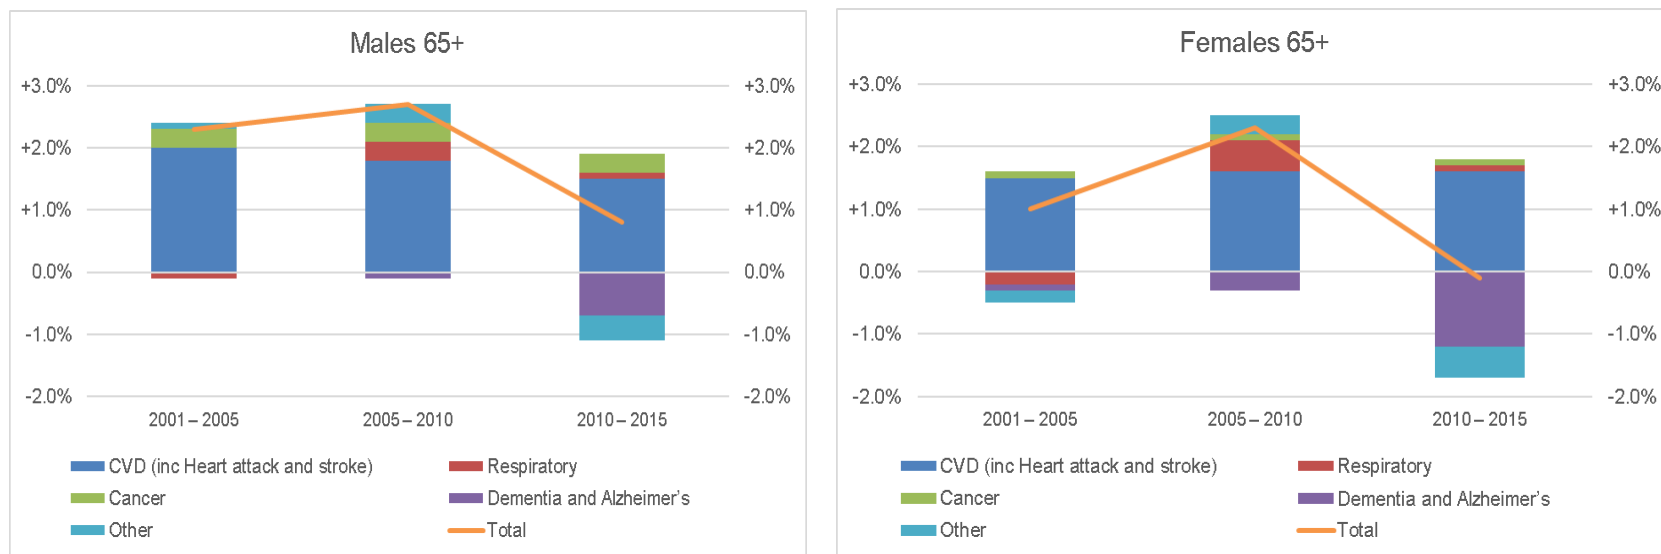 Males 65+
+3.0% +3.0%
+2.0% +2.0%
+1.0% +1.0%
0.0% 0.0%
-1.0% -1.0%
-2.0% -2.0%
2001 – 2005 2005 – 2010 2010 – 2015
CVD (inc Heart attack and stroke) Respiratory
Cancer Dementia and Alzheimer’s
Other Total
Females 65+
+3.0% +3.0%
+2.0% +2.0%
+1.0% +1.0%
0.0% 0.0%
-1.0% -1.0%
-2.0% -2.0%
2001 – 2005 2005 – 2010 2010 – 2015
CVD (inc Heart attack and stroke) Respiratory
Cancer Dementia and Alzheimer’s
Other Total